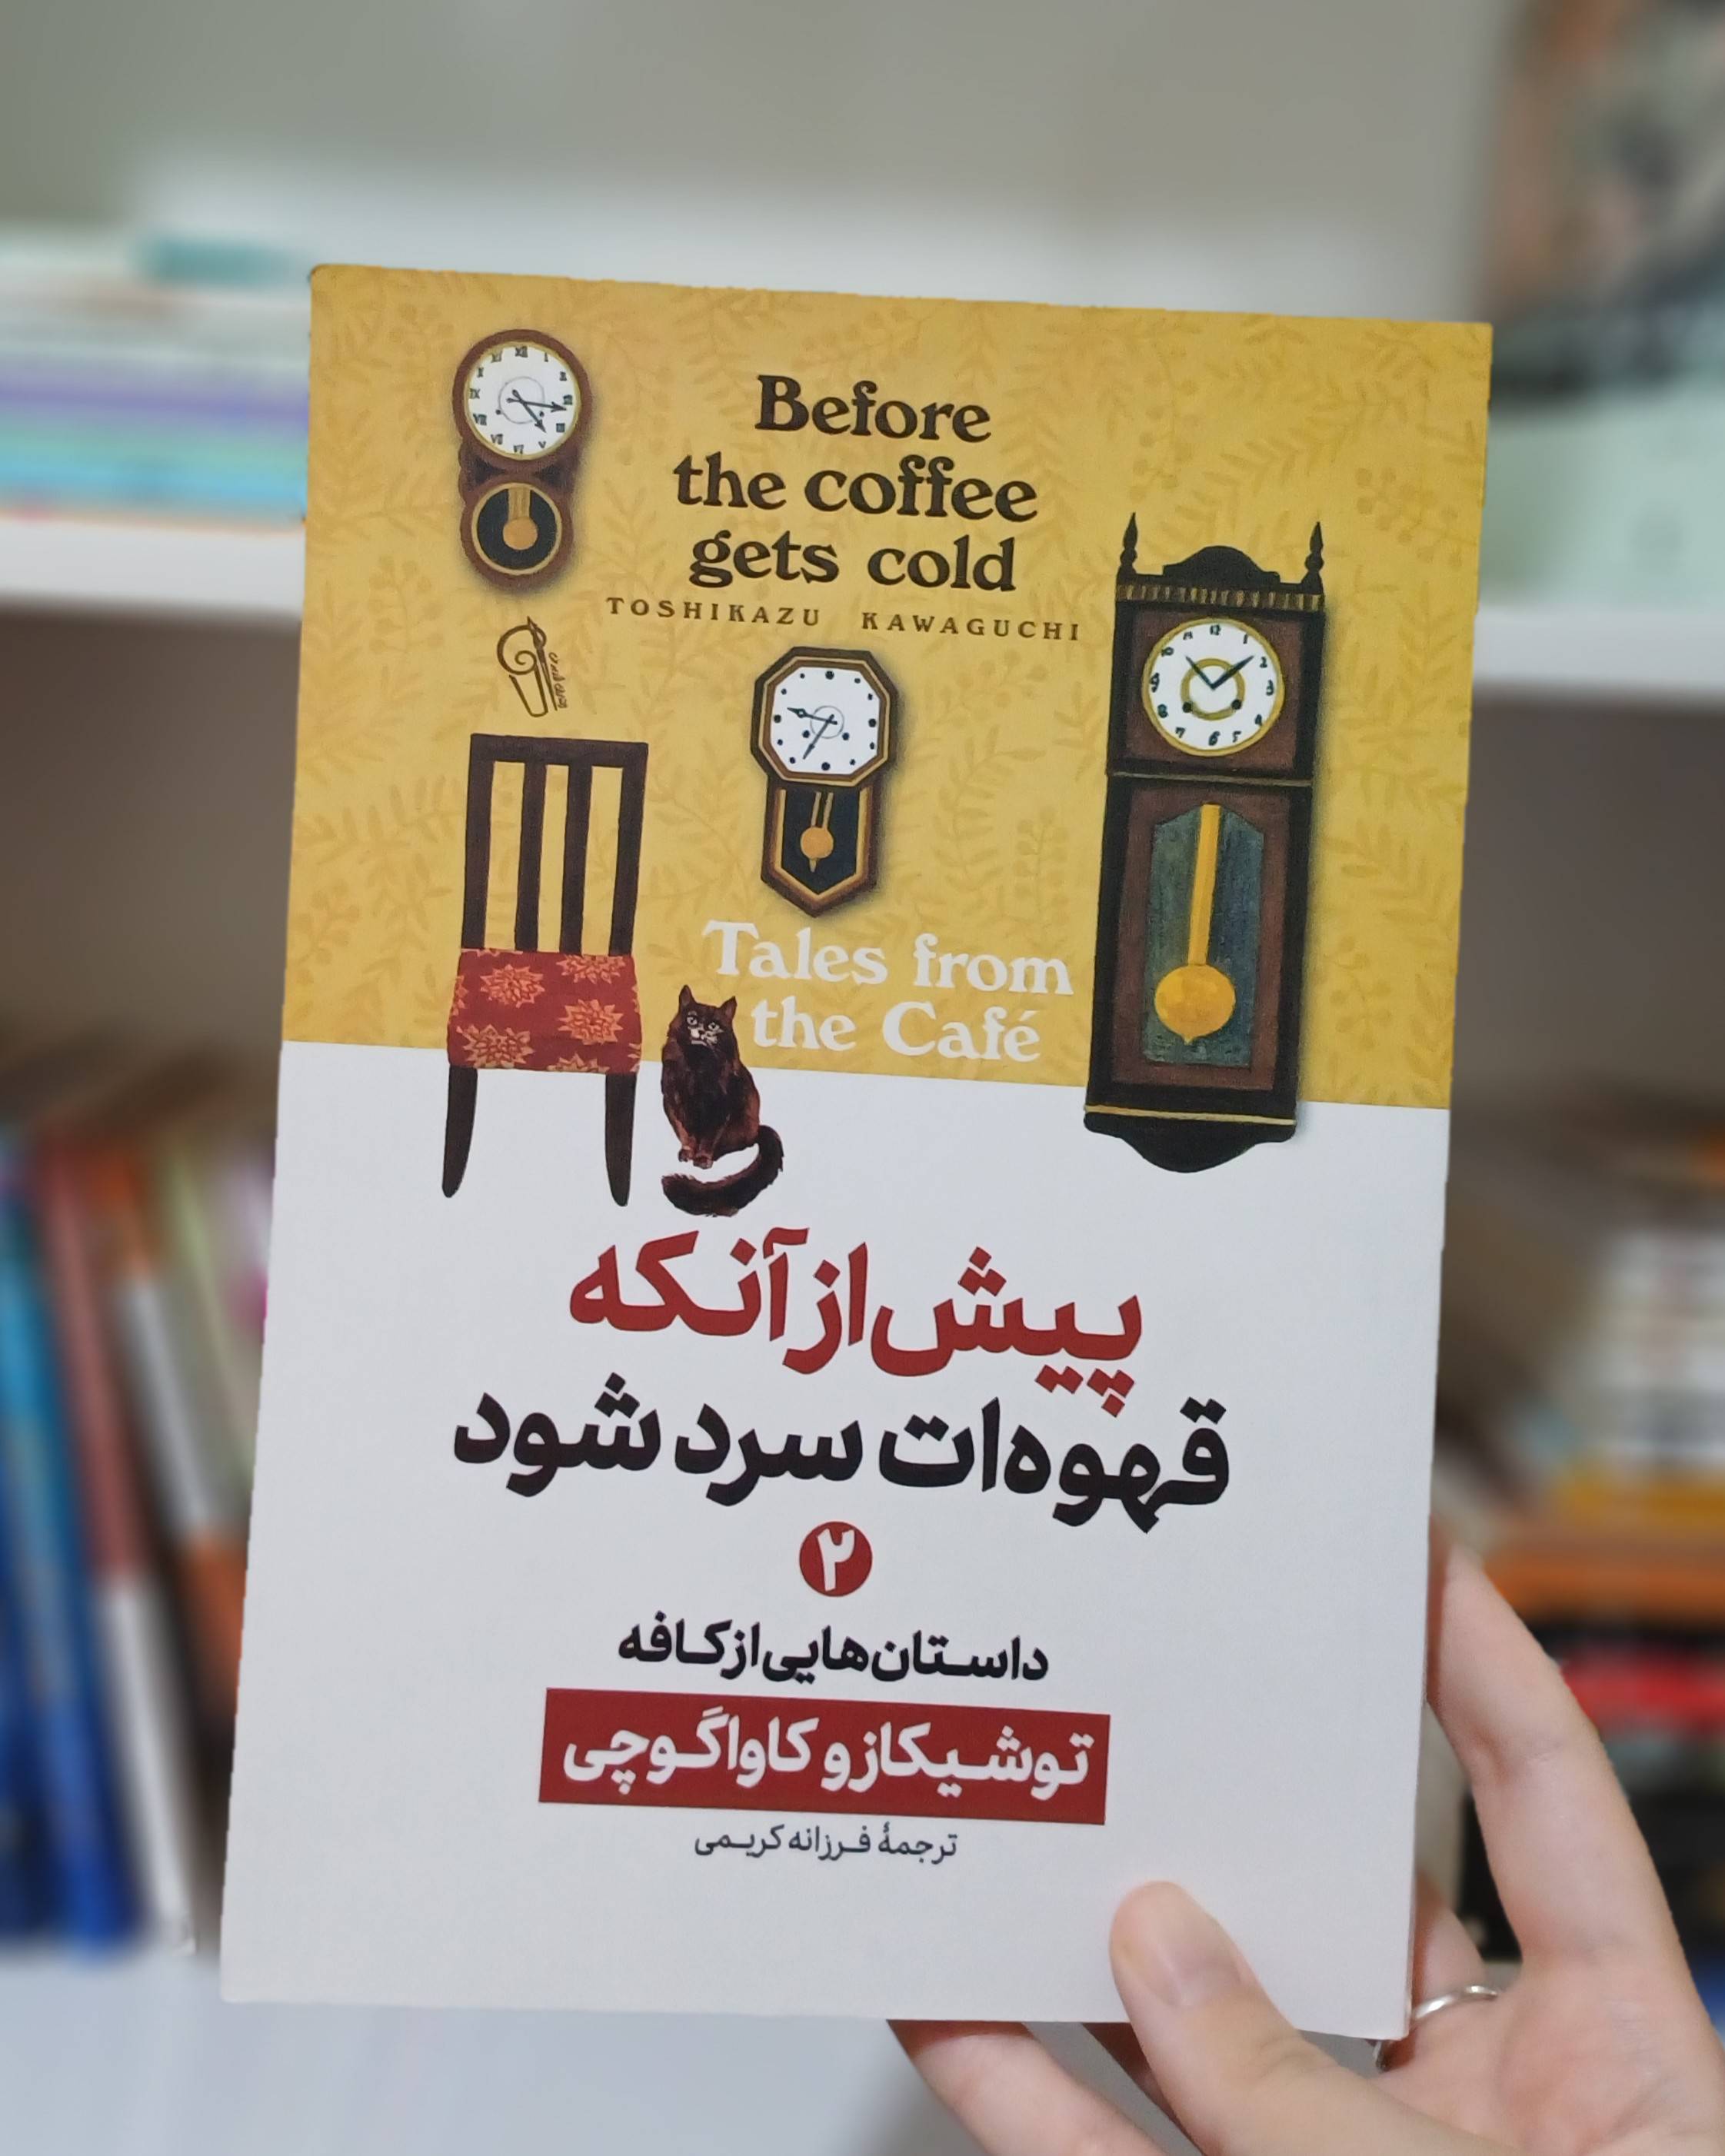 Before
the coffee
gets cold
TOSHIKAZU KAWAGUCHI
Tales from
the Café
پیش از آنکه
قهوه‌ات سرد شود
۲
داستان‌هایی از کافه
توشیکازو کاواگوچی
ترجمهٔ فرزانه کریمی